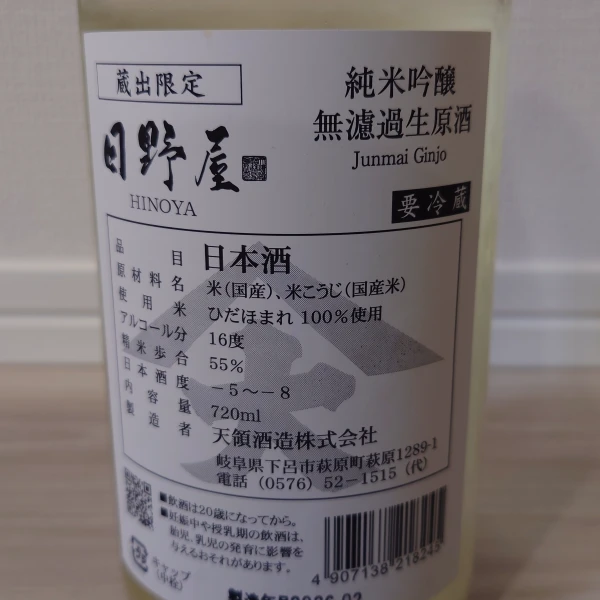 蔵出限定
日野屋
HINOYA
純米吟醸
無濾過生原酒
Junmai Ginjo
要冷蔵
品目 日本酒
原材料名 米(国産)、米こうじ(国産米)
使用米 ひだほまれ 100%使用
アルコール分 16度
精米歩合 55%
日本酒度 -5～-8
内容量 720ml
製造者 天領酒造株式会社
岐阜県下呂市萩原町萩原1289-1
電話 (0576) 52-1515 (代)
■飲酒は20歳になってから。
■妊娠中や授乳期の飲酒は、
胎児、乳児の発育に影響を
与えるおそれがあります。
キャップ
(中栓)
4 907138 218245